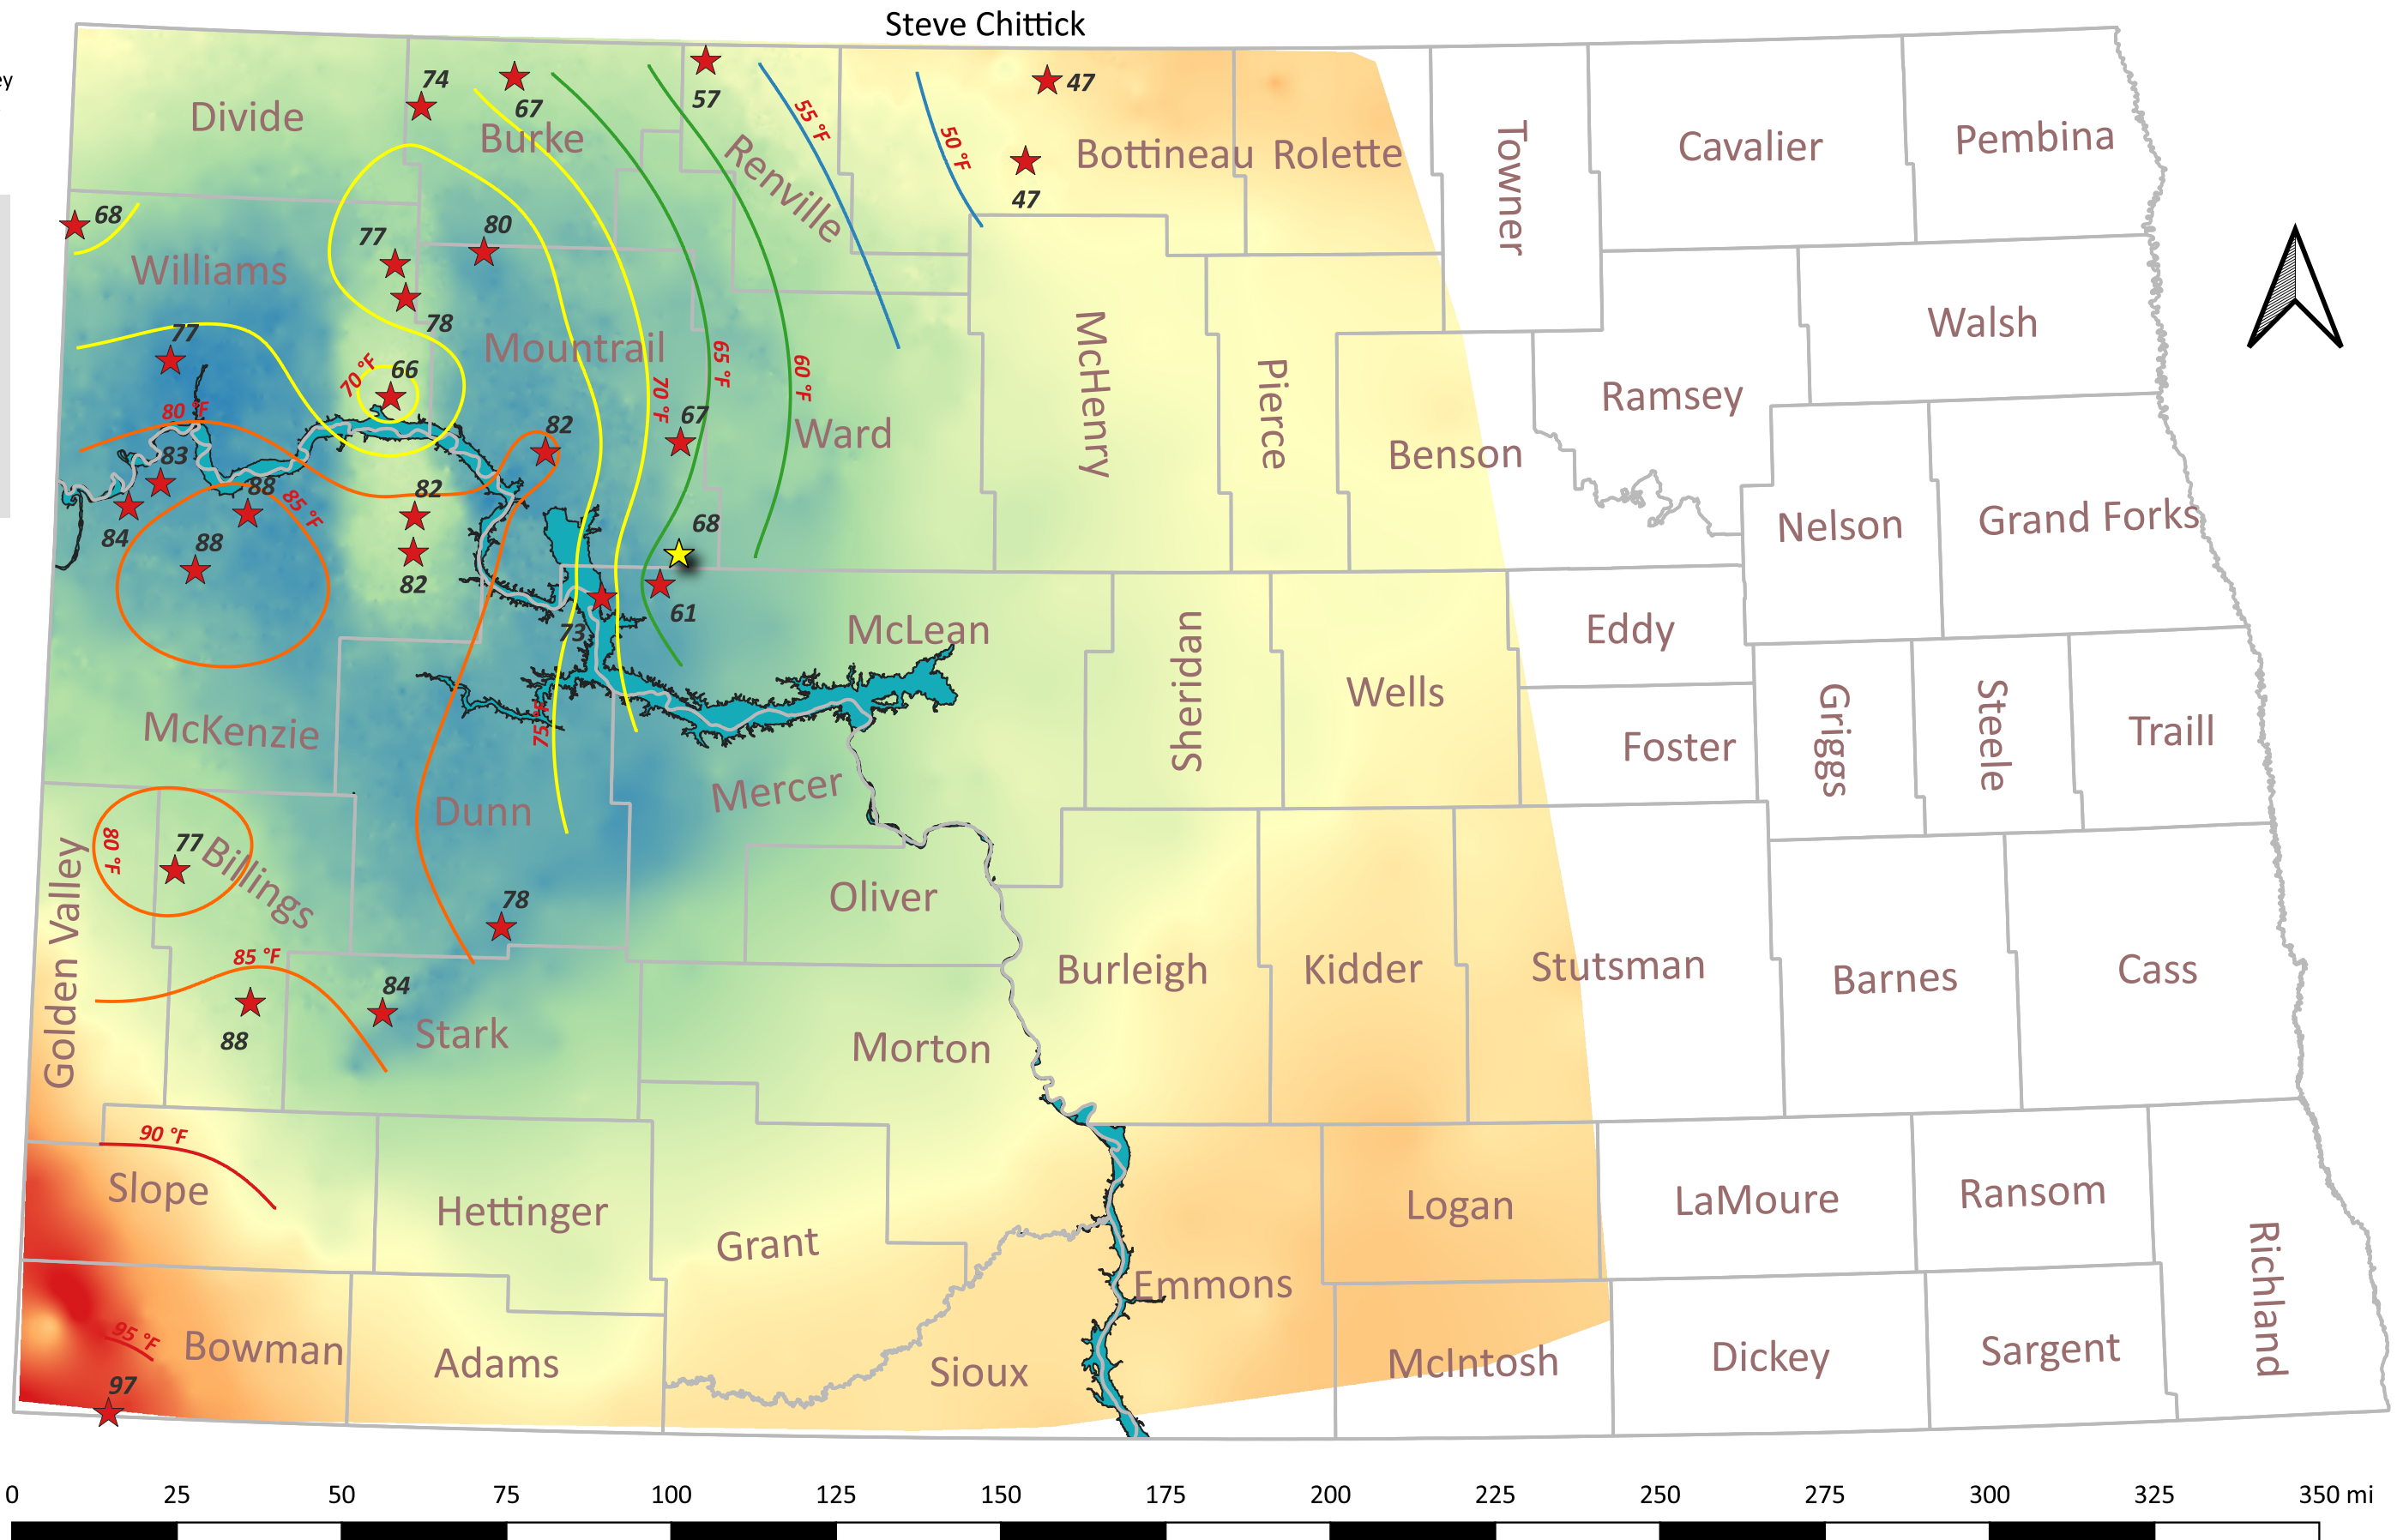 Steve Chittick
ey
74
67
57
47
55 °F
50 °F
Divide
Burke
Renville
Bottineau
Rolette
Towner
Cavalier
Pembina
47
68
77
80
Williams
78
77
Mountrail
McHenry
Pierce
Walsh
70 °F
66
65 °F
60 °F
70 °F
Ramsey
80 °F
82
67
Ward
Benson
83
88
85 °F
82
84
88
68
Nelson
Grand Forks
82
73
61
McLean
Eddy
Sheridan
Wells
McKenzie
75 °F
Foster
Griggs
Steele
Traill
Mercer
Dunn
80 °F
77
Billings
Golden Valley
78
Oliver
85 °F
88
84
Stark
Burleigh
Kidder
Stutsman
Barnes
Cass
Morton
90 °F
Slope
Hettinger
Grant
Logan
LaMoure
Ransom
Richland
Emmons
95 °F
Bowman
Adams
Sioux
McIntosh
Dickey
Sargent
97
0 25 50 75 100 125 150 175 200 225 250 275 300 325 350 mi